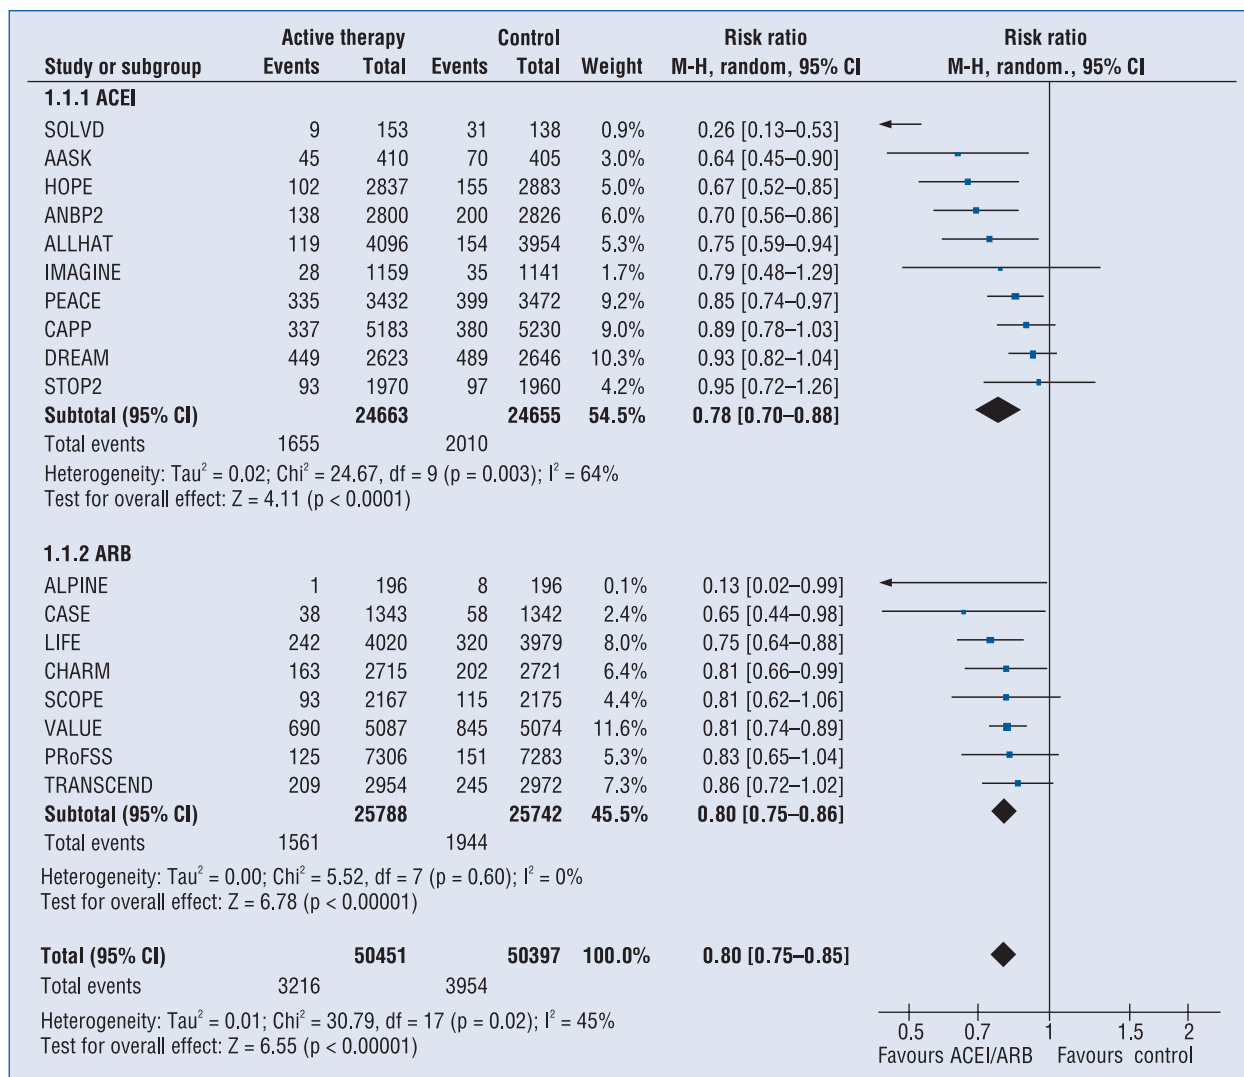 Active therapy Control Risk ratio Risk ratio
Study or subgroup Events Total Events Total Weight M-H, random, 95% CI M-H, random., 95% CI
1.1.1 ACEI
SOLVD 9 153 31 138 0.9% 0.26 [0.13–0.53]
AASK 45 410 70 405 3.0% 0.64 [0.45–0.90]
HOPE 102 2837 155 2883 5.0% 0.67 [0.52–0.85]
ANBP2 138 2800 200 2826 6.0% 0.70 [0.56–0.86]
ALLHAT 119 4096 154 3954 5.3% 0.75 [0.59–0.94]
IMAGINE 28 1159 35 1141 1.7% 0.79 [0.48–1.29]
PEACE 335 3432 399 3472 9.2% 0.85 [0.74–0.97]
CAPP 337 5183 380 5230 9.0% 0.89 [0.78–1.03]
DREAM 449 2623 489 2646 10.3% 0.93 [0.82–1.04]
STOP2 93 1970 97 1960 4.2% 0.95 [0.72–1.26]
Subtotal (95% CI) 24663 24655 54.5% 0.78 [0.70–0.88]
Total events 1655 2010
Heterogeneity: Tau² = 0.02; Chi² = 24.67, df = 9 (p = 0.003); I² = 64%
Test for overall effect: Z = 4.11 (p < 0.0001)
1.1.2 ARB
ALPINE 1 196 8 196 0.1% 0.13 [0.02–0.99]
CASE 38 1343 58 1342 2.4% 0.65 [0.44–0.98]
LIFE 242 4020 320 3979 8.0% 0.75 [0.64–0.88]
CHARM 163 2715 202 2721 6.4% 0.81 [0.66–0.99]
SCOPE 93 2167 115 2175 4.4% 0.81 [0.62–1.06]
VALUE 690 5087 845 5074 11.6% 0.81 [0.74–0.89]
PRoFSS 125 7306 151 7283 5.3% 0.83 [0.65–1.04]
TRANSCEND 209 2954 245 2972 7.3% 0.86 [0.72–1.02]
Subtotal (95% CI) 25788 25742 45.5% 0.80 [0.75–0.86]
Total events 1561 1944
Heterogeneity: Tau² = 0.00; Chi² = 5.52, df = 7 (p = 0.60); I² = 0%
Test for overall effect: Z = 6.78 (p < 0.00001)
Total (95% CI) 50451 50397 100.0% 0.80 [0.75–0.85]
Total events 3216 3954
Heterogeneity: Tau² = 0.01; Chi² = 30.79, df = 17 (p = 0.02); I² = 45%
Test for overall effect: Z = 6.55 (p < 0.00001)
0.5 0.7 1 1.5 2
Favours ACEI/ARB Favours control